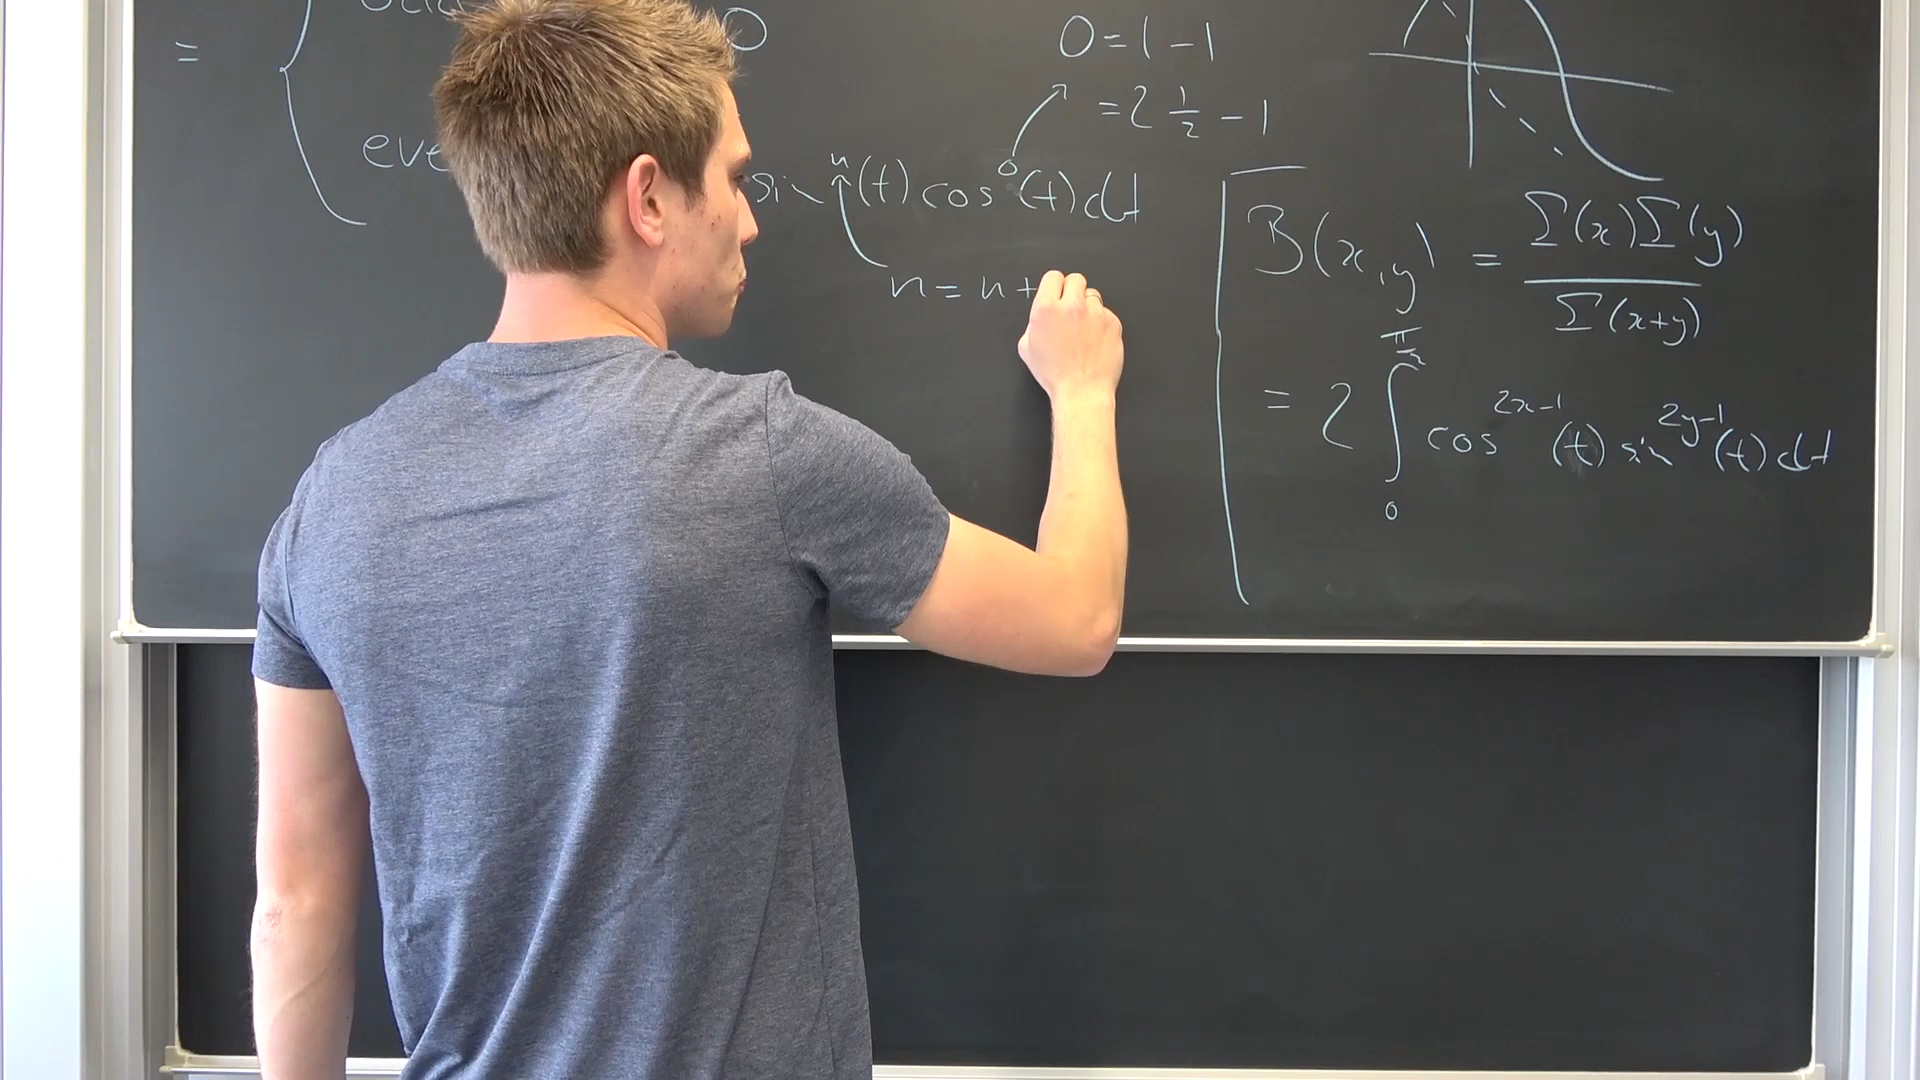 = {
0
0 = 1 - 1
= 2 1/2 - 1
eve
sin^n(t) cos^0(t) dt
n = n +
B(x,y) = Σ(x)Σ(y) / Σ(x+y)
= 2 ∫_0^{π/2} cos^{2x-1}(t) sin^{2y-1}(t) dt